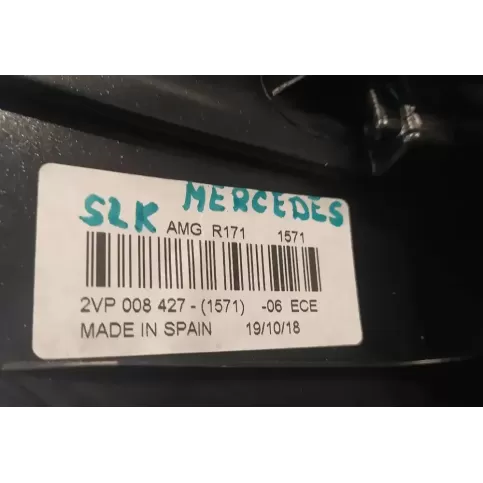 SLK MERCEDES
AMG R171 1571
2VP 008 427-(1571) -06 ECE
MADE IN SPAIN 19/10/18